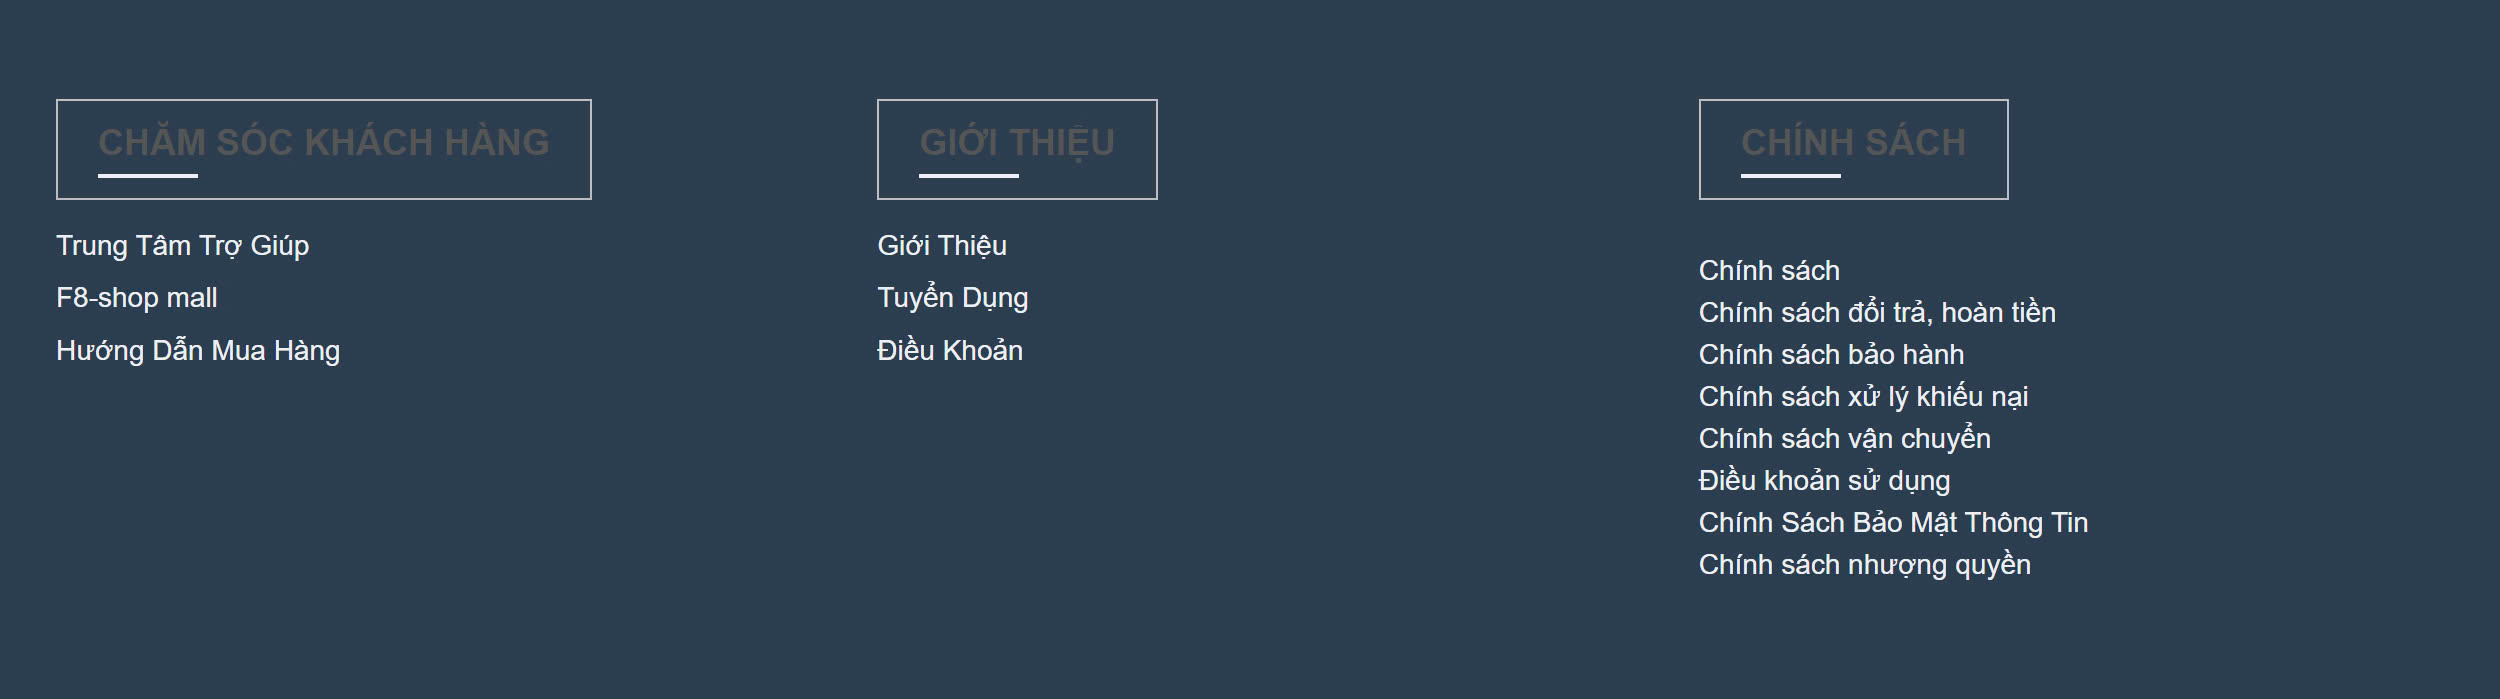 CHĂM SÓC KHÁCH HÀNG
Trung Tâm Trợ Giúp
F8-shop mall
Hướng Dẫn Mua Hàng
GIỚI THIỆU
Giới Thiệu
Tuyển Dụng
Điều Khoản
CHÍNH SÁCH
Chính sách
Chính sách đổi trả, hoàn tiền
Chính sách bảo hành
Chính sách xử lý khiếu nại
Chính sách vận chuyển
Điều khoản sử dụng
Chính Sách Bảo Mật Thông Tin
Chính sách nhượng quyền